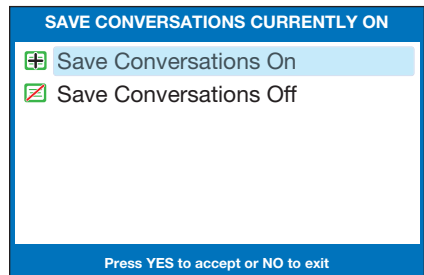 SAVE CONVERSATIONS CURRENTLY ON
Save Conversations On
Save Conversations Off
Press YES to accept or NO to exit